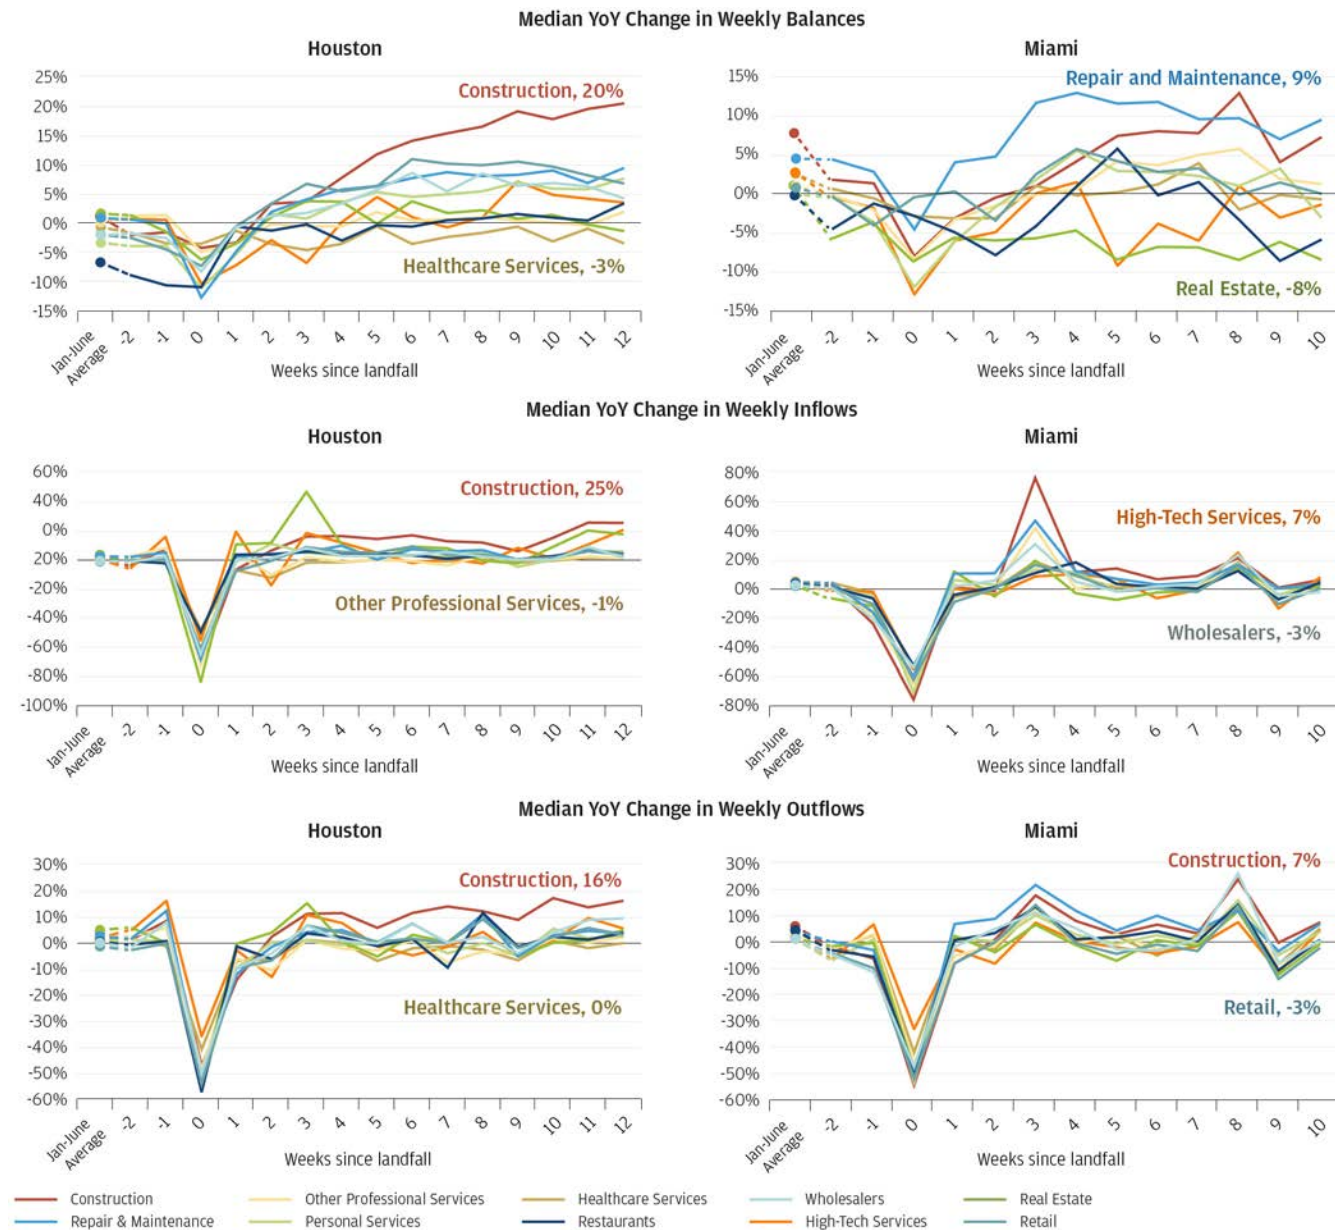 Median YoY Change in Weekly Balances
Houston
25%
20%
15%
10%
5%
0%
-5%
-10%
-15%
Construction, 20%
Healthcare Services, -3%
Jan-June Average -2 -1 0 1 2 3 4 5 6 7 8 9 10 11 12
Weeks since landfall
Miami
15%
10%
5%
0%
-5%
-10%
-15%
Repair and Maintenance, 9%
Real Estate, -8%
Jan-June Average -2 -1 0 1 2 3 4 5 6 7 8 9 10
Weeks since landfall
Median YoY Change in Weekly Inflows
Houston
60%
40%
0%
20%
-20%
-40%
-60%
-80%
-100%
Construction, 25%
Other Professional Services, -1%
Jan-June Average -2 -1 0 1 2 3 4 5 6 7 8 9 10 11 12
Weeks since landfall
Miami
80%
60%
40%
20%
0%
-20%
-40%
-60%
-80%
High-Tech Services, 7%
Wholesalers, -3%
Jan-June Average -2 -1 0 1 2 3 4 5 6 7 8 9 10
Weeks since landfall
Median YoY Change in Weekly Outflows
Houston
30%
20%
10%
0%
-10%
-20%
-30%
-40%
-50%
-60%
Construction, 16%
Healthcare Services, 0%
Jan-June Average -2 -1 0 1 2 3 4 5 6 7 8 9 10 11 12
Weeks since landfall
Miami
30%
20%
10%
0%
-10%
-20%
-30%
-40%
-50%
-60%
Construction, 7%
Retail, -3%
Jan-June Average -2 -1 0 1 2 3 4 5 6 7 8 9 10
Weeks since landfall
Construction Other Professional Services Healthcare Services Wholesalers Real Estate
Repair & Maintenance Personal Services Restaurants High-Tech Services Retail